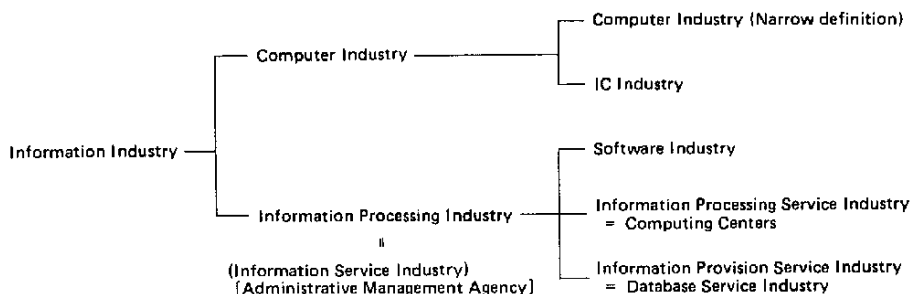 Computer Industry (Narrow definition)
Computer Industry
IC Industry
Information Industry
Software Industry
Information Processing Industry
Information Processing Service Industry
= Computing Centers
=
(Information Service Industry)
[Administrative Management Agency]
Information Provision Service Industry
= Database Service Industry